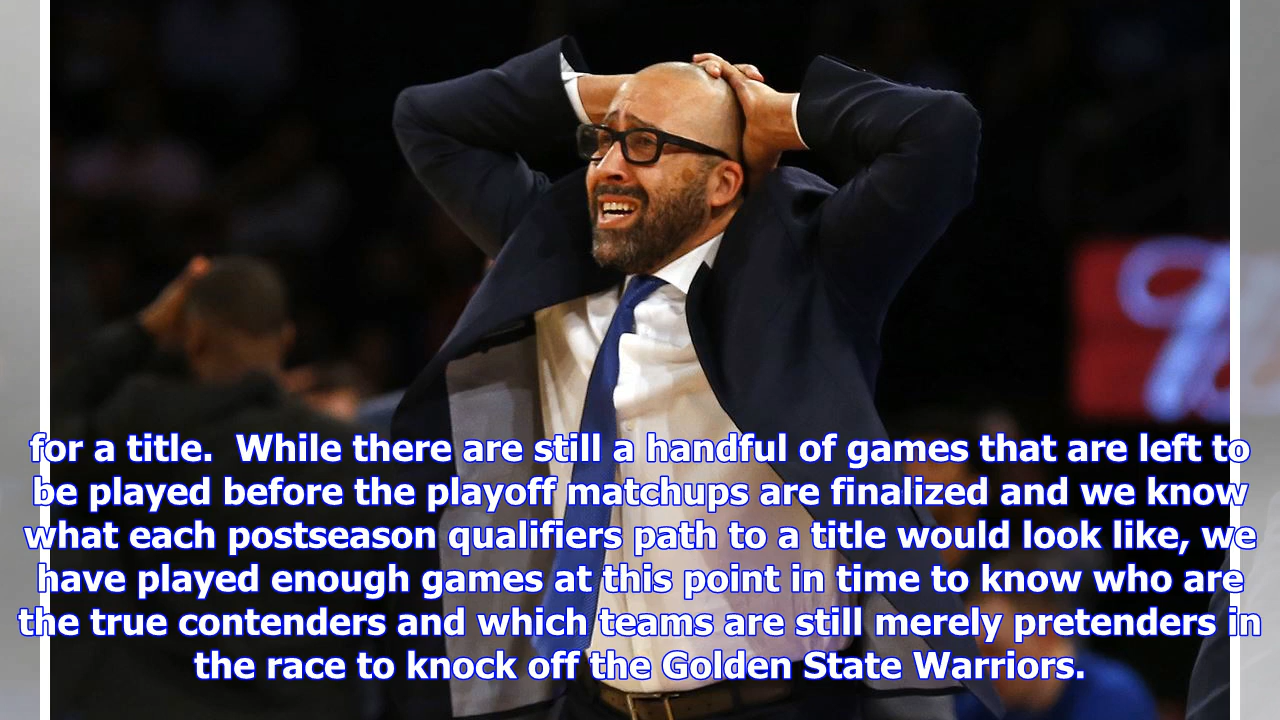 for a title.  While there are still a handful of games that are left to
be played before the playoff matchups are finalized and we know
what each postseason qualifiers path to a title would look like, we
have played enough games at this point in time to know who are
the true contenders and which teams are still merely pretenders in
the race to knock off the Golden State Warriors.